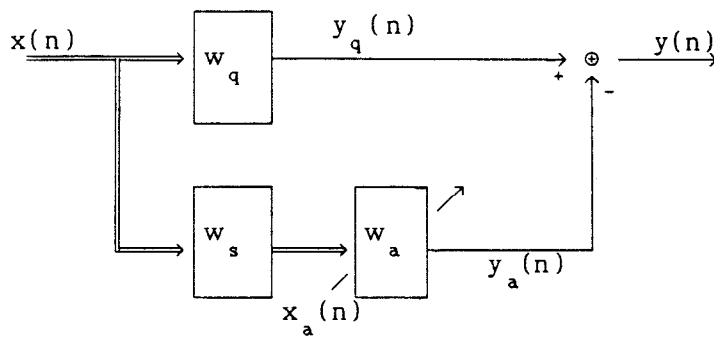 x(n)
w_q
y_q(n)
+
⊕
-
y(n)
w_s
w_a
x_a(n)
y_a(n)